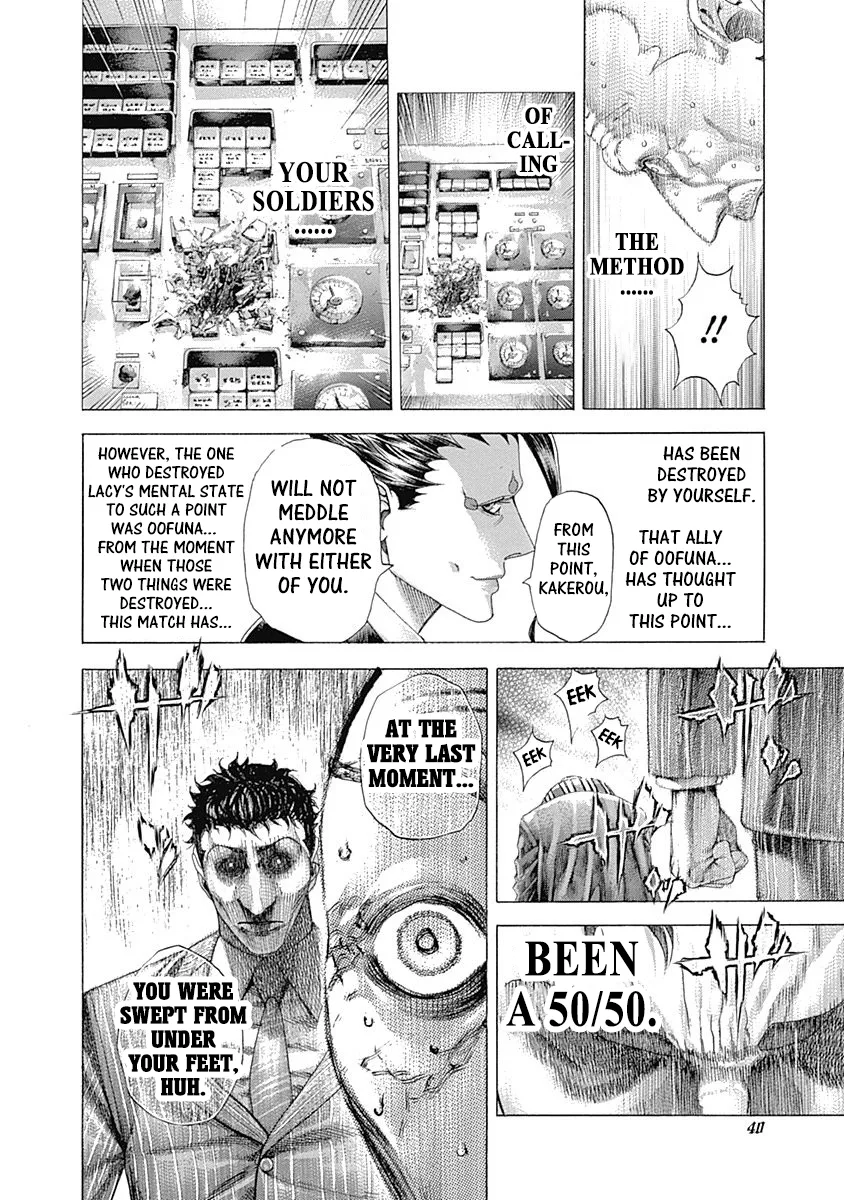 !!
THE
METHOD
......
OF
CALL-
ING
YOUR
SOLDIERS
......
HAS BEEN
DESTROYED
BY YOURSELF.
THAT ALLY
OF OOFUNA...
HAS THOUGHT
UP TO
THIS POINT...
FROM
THIS
POINT,
KAKEROU,
WILL NOT
MEDDLE
ANYMORE
WITH EITHER
OF YOU.
HOWEVER, THE ONE
WHO DESTROYED
LACY'S MENTAL STATE
TO SUCH A POINT
WAS OOFUNA...
FROM THE MOMENT
WHEN THOSE
TWO THINGS WERE
DESTROYED...
THIS MATCH HAS...
EEK
EEK
EEK
BEEN
A 50/50.
AT THE
VERY LAST
MOMENT...
YOU WERE
SWEPT FROM
UNDER
YOUR FEET,
HUH.